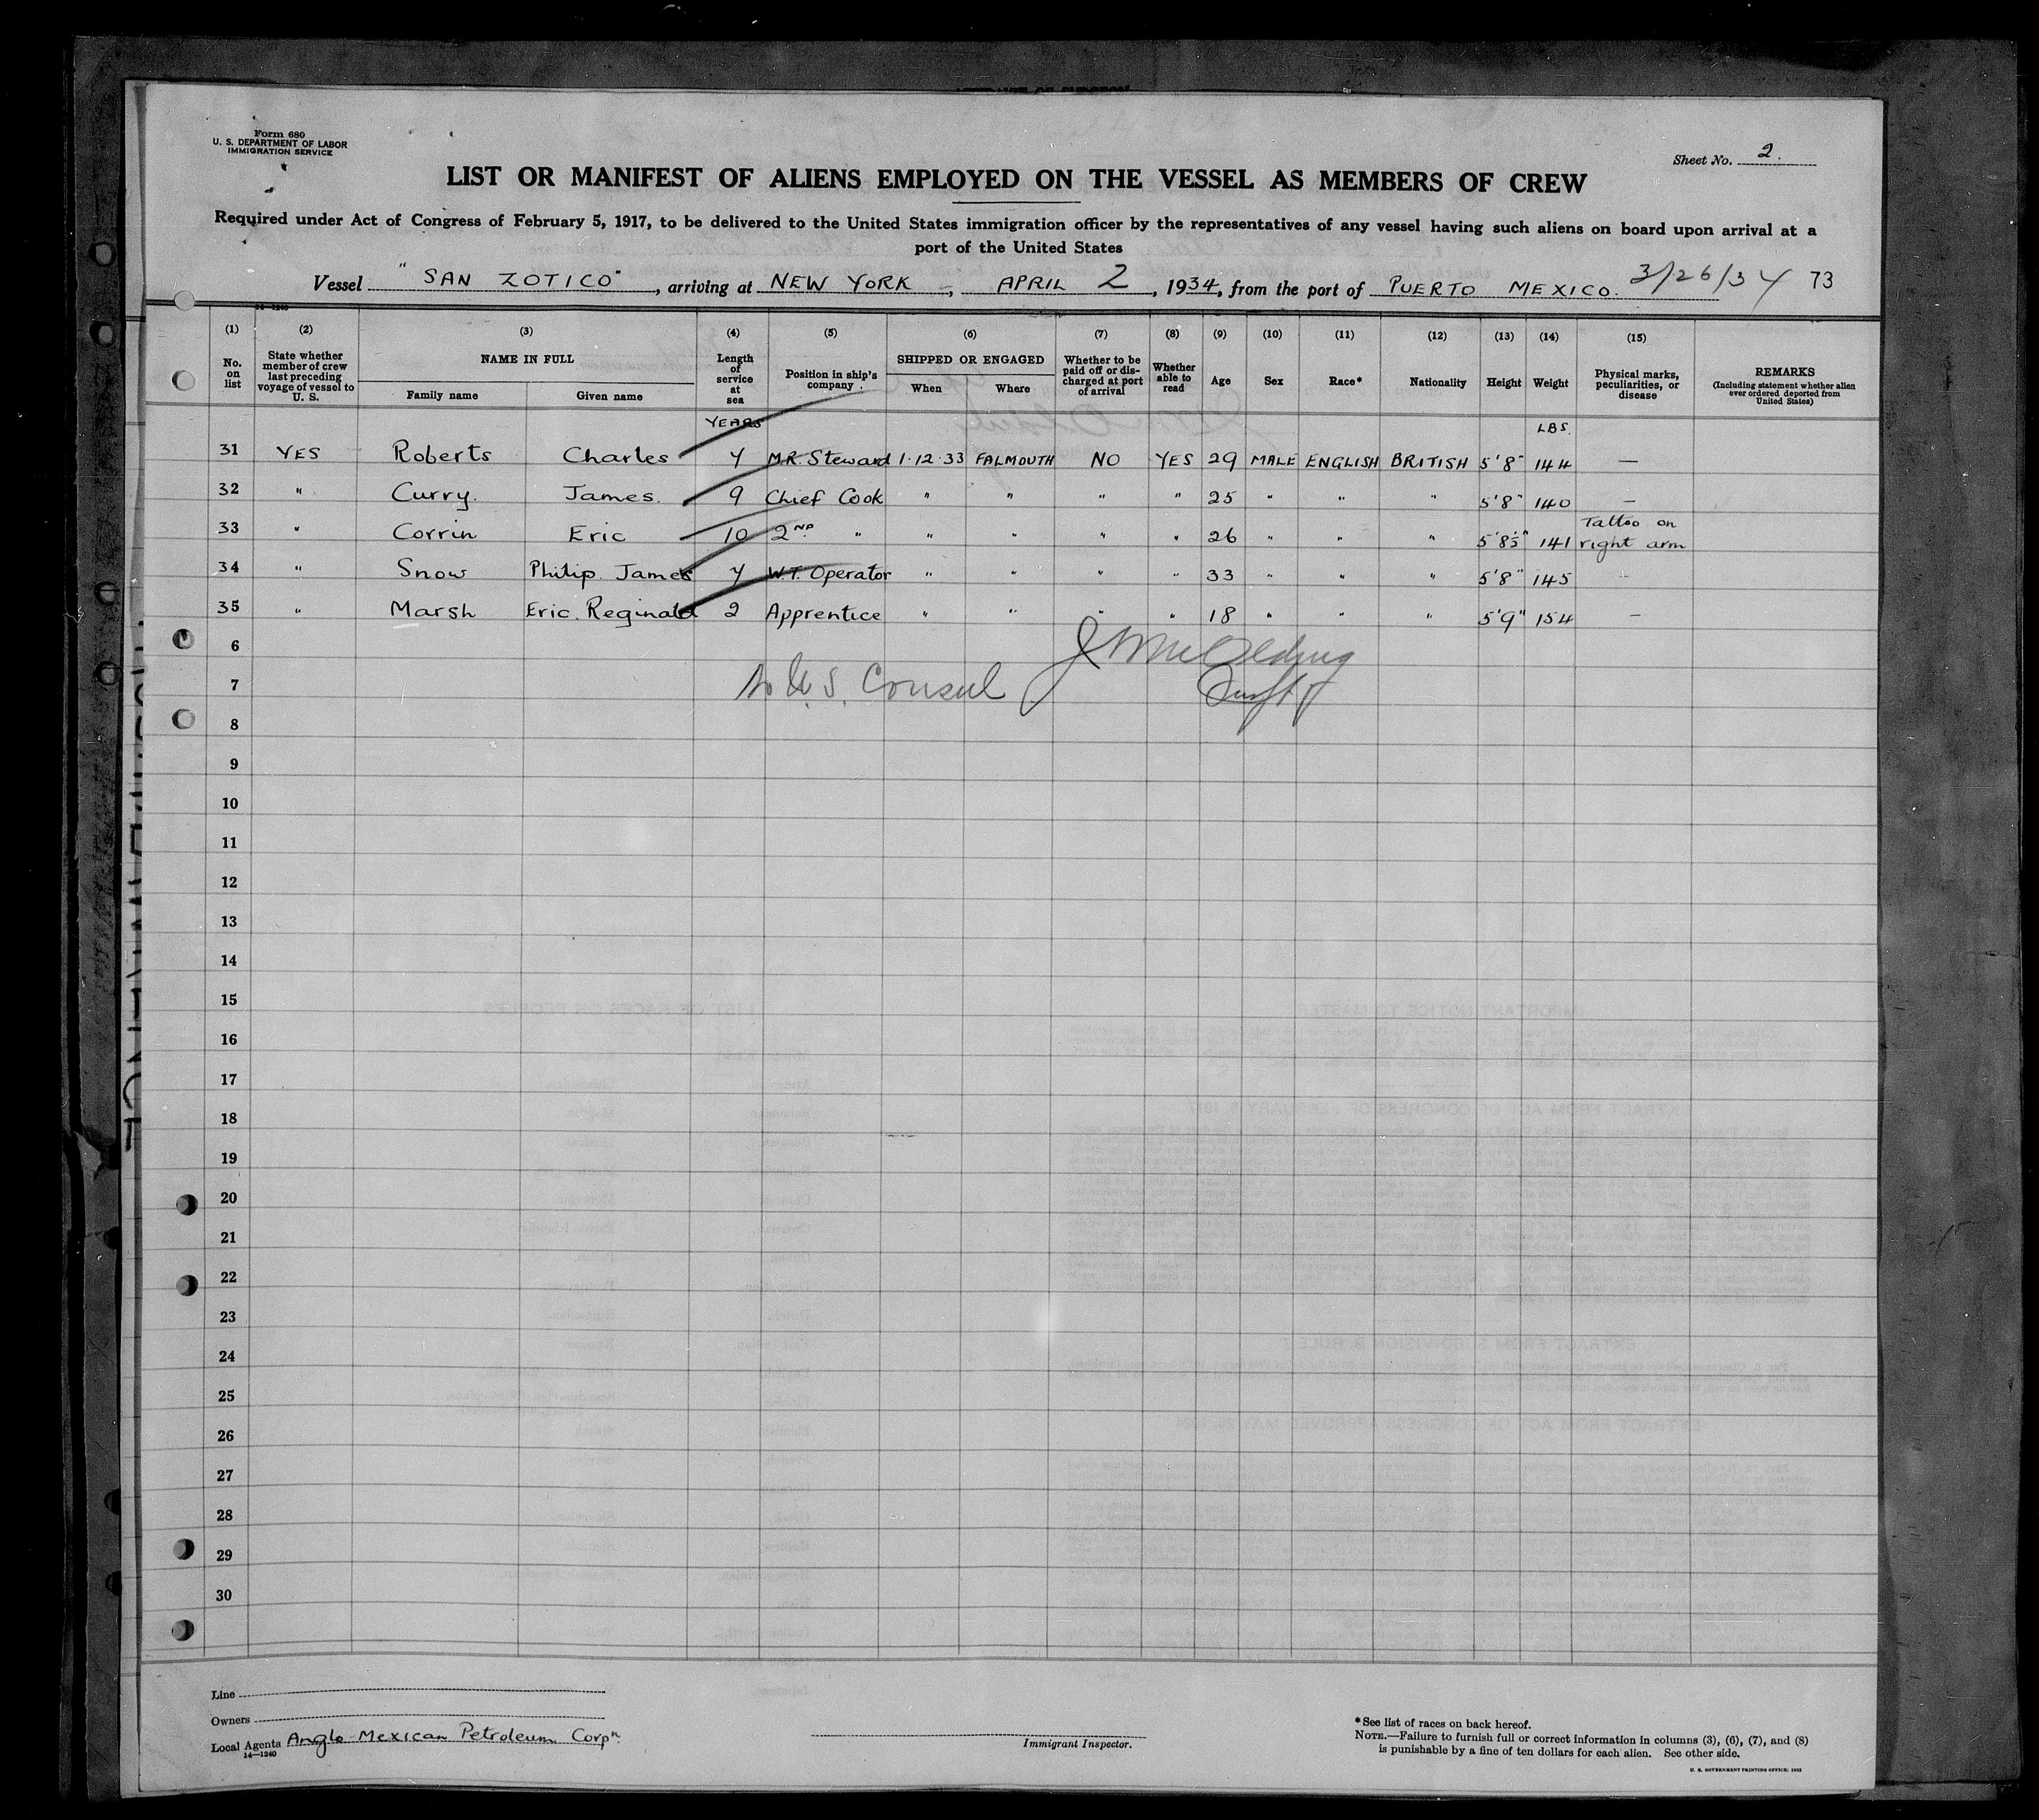 Form 680
U. S. DEPARTMENT OF LABOR
IMMIGRATION SERVICE
Sheet No. 2.
LIST OR MANIFEST OF ALIENS EMPLOYED ON THE VESSEL AS MEMBERS OF CREW
Required under Act of Congress of February 5, 1917, to be delivered to the United States immigration officer by the representatives of any vessel having such aliens on board upon arrival at a
port of the United States
Vessel "SAN ZOTICO", arriving at NEW YORK, APRIL 2, 1934, from the port of PUERTO MEXICO. 3/26/34 73
14—1240
(1) (2) (3) (4) (5) (6) (7) (8) (9) (10) (11) (12) (13) (14) (15)
No. on list State whether member of crew last preceding voyage of vessel to U. S. NAME IN FULL Family name Given name Length of service at sea Position in ship's company SHIPPED OR ENGAGED When Where Whether to be paid off or discharged at port of arrival Whether able to read Age Sex Race* Nationality Height Weight Physical marks, peculiarities, or disease REMARKS (Including statement whether alien ever ordered deported from United States)
YEARS LBS.
31 YES Roberts Charles 4 M.R. Steward 1·12·33 FALMOUTH NO YES 29 MALE ENGLISH BRITISH 5'8" 144 —
32 " Curry. James. 9 Chief Cook " " " " 25 " " " 5'8" 140 —
33 " Corrin Eric 10 2ND " " " " " 26 " " " 5'8½" 141 Tattoo on right arm
34 " Snow Philip James 4 W.T. Operator " " " " 33 " " " 5'8" 145 —
35 " Marsh Eric Reginald 2 Apprentice " " " " 18 " " " 5'9" 154 —
6
7 No U.S. Consul
8
9
10
11
12
13
14
15
16
17
18
19
20
21
22
23
24
25
26
27
28
29
30
Line
Owners
Local Agents Anglo-Mexican Petroleum Corpn.
14—1240
Immigrant Inspector.
*See list of races on back hereof.
NOTE.—Failure to furnish full or correct information in columns (3), (6), (7), and (8)
is punishable by a fine of ten dollars for each alien. See other side.
U. S. GOVERNMENT PRINTING OFFICE: 1933